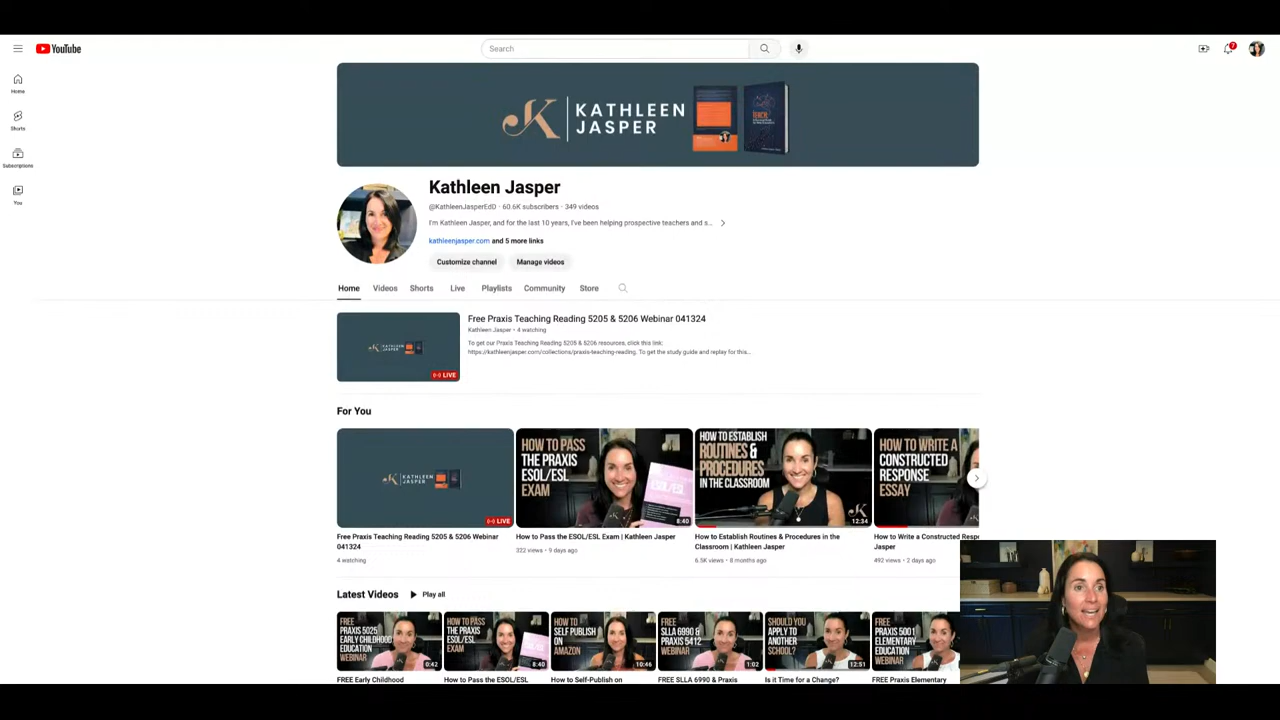 YouTube
Search
7
Home
Shorts
Subscriptions
You
KATHLEEN
JASPER
TEACH
Kathleen Jasper
@KathleenJasperEdD · 60.6K subscribers · 349 videos
I'm Kathleen Jasper, and for the last 10 years, I've been helping prospective teachers and s...
kathleenjasper.com and 5 more links
Customize channel
Manage videos
Home
Videos
Shorts
Live
Playlists
Community
Store
LIVE
Free Praxis Teaching Reading 5205 & 5206 Webinar 041324
Kathleen Jasper • 4 watching
To get our Praxis Teaching Reading 5205 & 5206 resources, click this link:
https://kathleenjasper.com/collections/praxis-teaching-reading. To get the study guide and replay for this...
For You
KATHLEEN
JASPER
LIVE
Free Praxis Teaching Reading 5205 & 5206 Webinar
041324
4 watching
HOW TO PASS
THE PRAXIS
ESOL/ESL
EXAM
ESOL/ESL
8:40
How to Pass the ESOL/ESL Exam | Kathleen Jasper
322 views • 9 days ago
HOW TO ESTABLISH
ROUTINES &
PROCEDURES
IN THE CLASSROOM
12:34
How to Establish Routines & Procedures in the
Classroom | Kathleen Jasper
6.5K views • 8 months ago
HOW TO WRITE A
CONSTRUCTED
RESPONSE
ESSAY
How to Write a Constructed Resp
Jasper
492 views • 2 days ago
Latest Videos
Play all
FREE
PRAXIS 5025
EARLY CHILDHOOD
EDUCATION
WEBINAR
0:42
FREE Early Childhood
HOW TO PASS
THE PRAXIS
ESOL/ESL
EXAM
8:40
How to Pass the ESOL/ESL
HOW TO
SELF PUBLISH
ON
AMAZON
10:46
How to Self-Publish on
FREE
SLLA 6990 &
PRAXIS 5412
WEBINAR
1:02
FREE SLLA 6990 & Praxis
SHOULD YOU
APPLY TO
ANOTHER
SCHOOL?
12:51
Is it Time for a Change?
FREE
PRAXIS 5001
ELEMENTARY
EDUCATION
WEBINAR
FREE Praxis Elementary